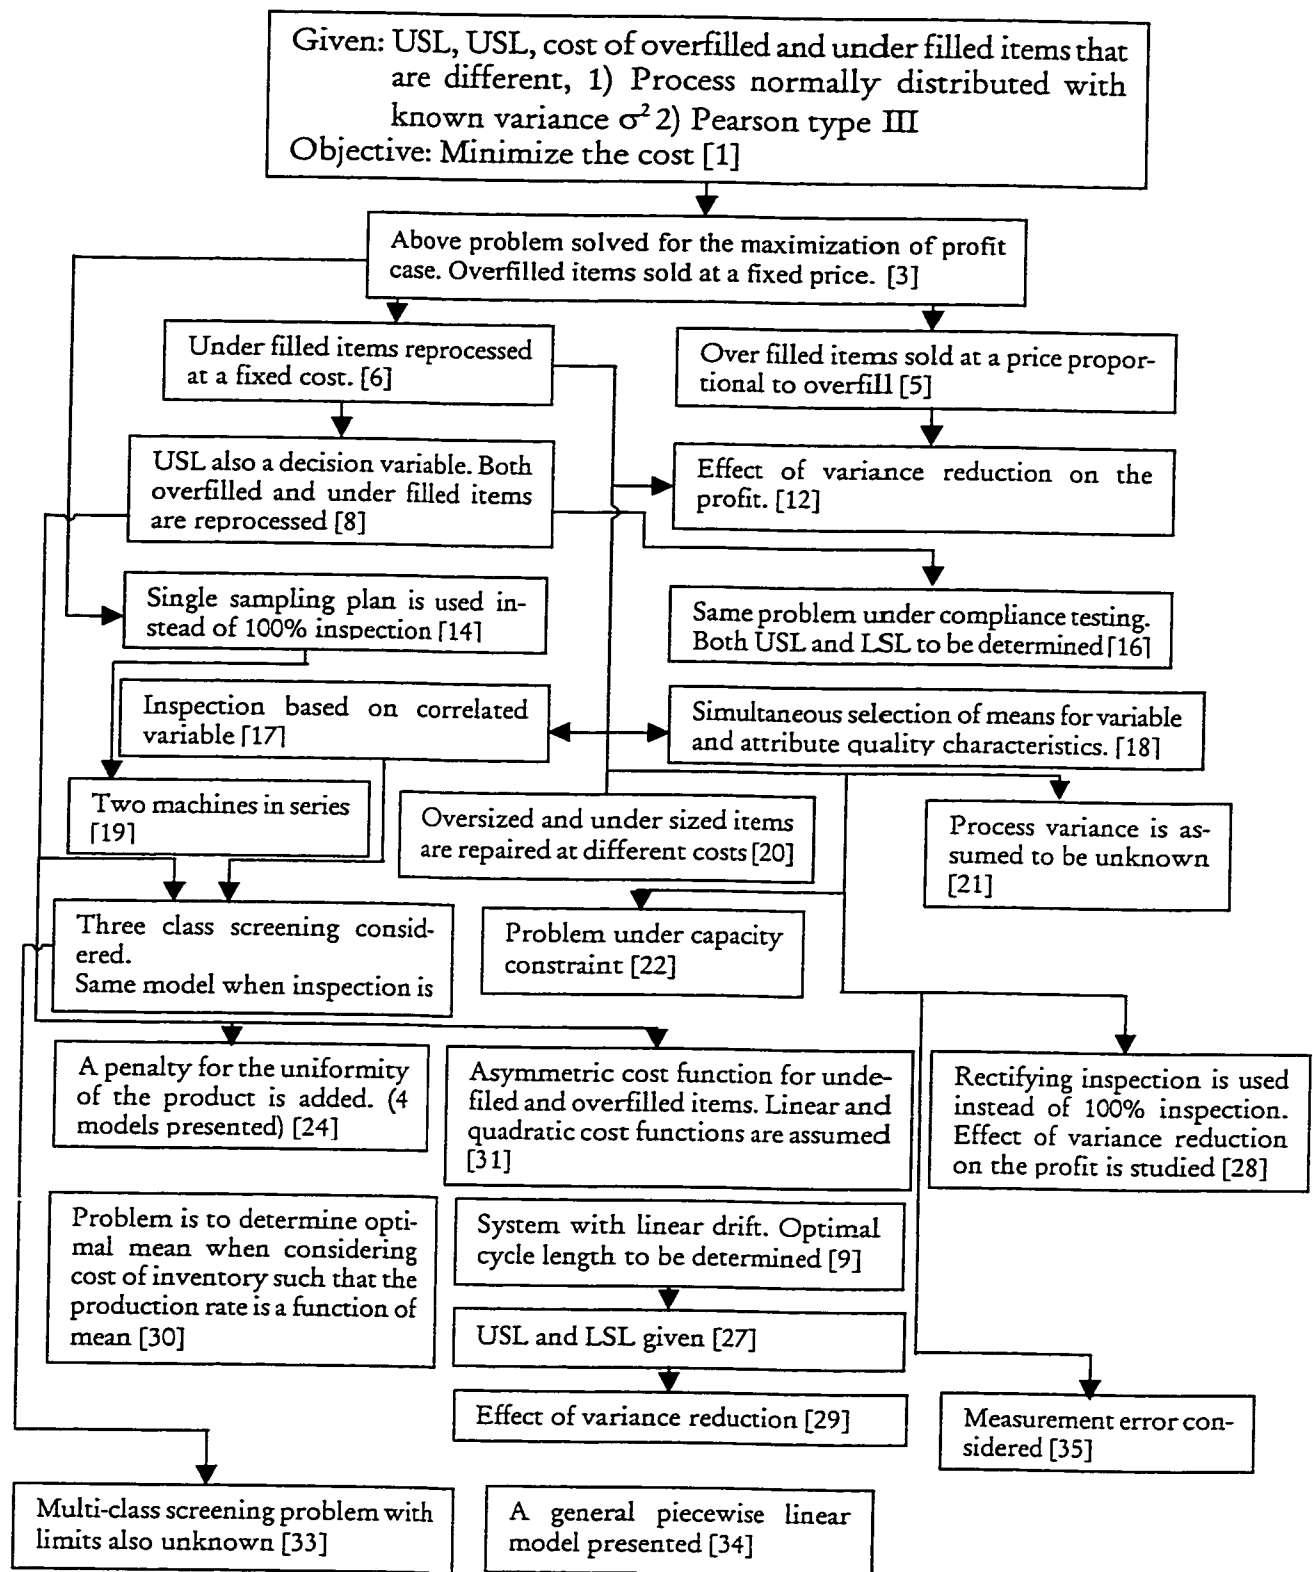 Given: USL, USL, cost of overfilled and under filled items that
are different, 1) Process normally distributed with
known variance σ² 2) Pearson type III
Objective: Minimize the cost [1]
Above problem solved for the maximization of profit
case. Overfilled items sold at a fixed price. [3]
Under filled items reprocessed
at a fixed cost. [6]
Over filled items sold at a price propor-
tional to overfill [5]
USL also a decision variable. Both
overfilled and under filled items
are reprocessed [8]
Effect of variance reduction on the
profit. [12]
Single sampling plan is used in-
stead of 100% inspection [14]
Same problem under compliance testing.
Both USL and LSL to be determined [16]
Inspection based on correlated
variable [17]
Simultaneous selection of means for variable
and attribute quality characteristics. [18]
Two machines in series
[19]
Oversized and under sized items
are repaired at different costs [20]
Process variance is as-
sumed to be unknown
[21]
Three class screening consid-
ered.
Same model when inspection is
Problem under capacity
constraint [22]
A penalty for the uniformity
of the product is added. (4
models presented) [24]
Asymmetric cost function for unde-
filed and overfilled items. Linear and
quadratic cost functions are assumed
[31]
Rectifying inspection is used
instead of 100% inspection.
Effect of variance reduction
on the profit is studied [28]
Problem is to determine opti-
mal mean when considering
cost of inventory such that the
production rate is a function of
mean [30]
System with linear drift. Optimal
cycle length to be determined [9]
USL and LSL given [27]
Effect of variance reduction [29]
Measurement error con-
sidered [35]
Multi-class screening problem with
limits also unknown [33]
A general piecewise linear
model presented [34]